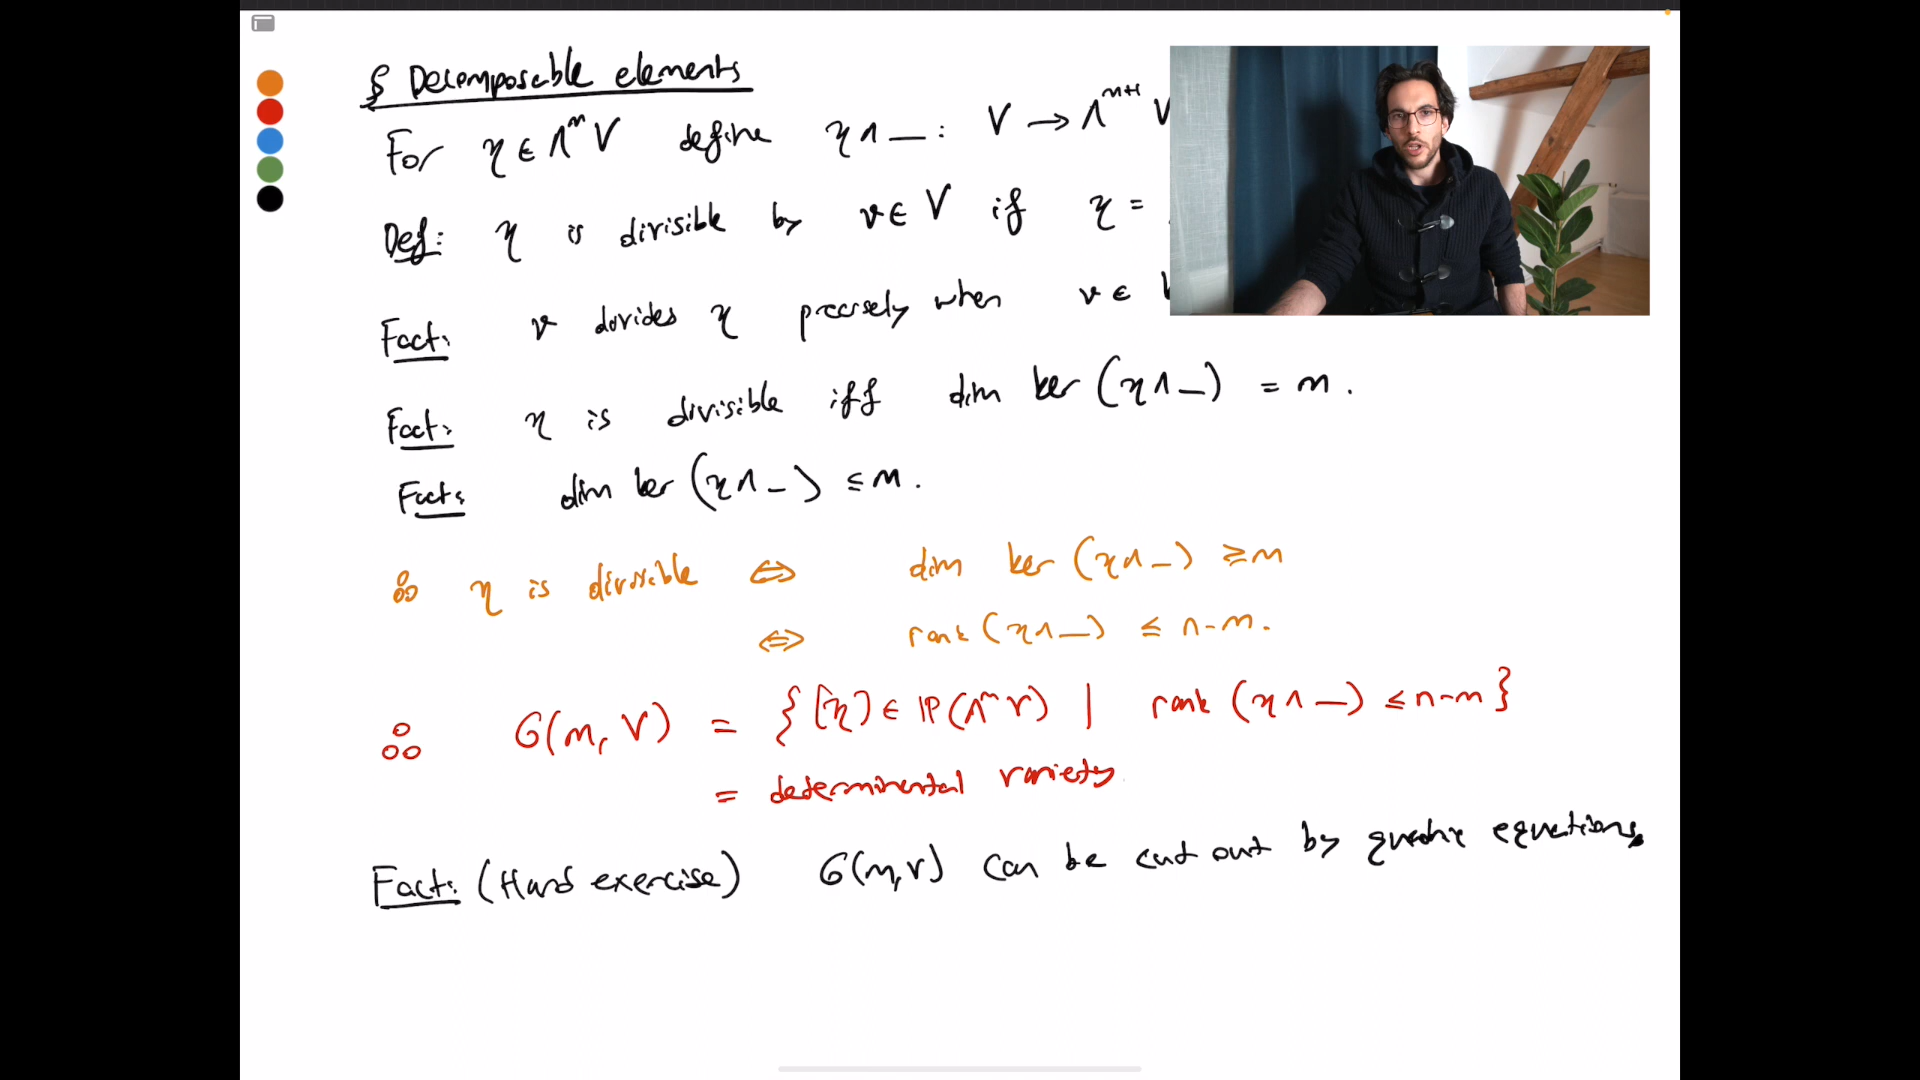 § Decomposable elements
For η ∈ Λ^m V define η∧_: V → Λ^{m+1} V
Def: η is divisible by v ∈ V if η =
Fact: v divides η precisely when v ∈
Fact: η is divisible iff dim ker (η∧_) = m.
Fact: dim ker (η∧_) ≤ m.
∴ η is divisible ⇔ dim ker (η∧_) ≥ m
⇔ rank (η∧_) ≤ n-m.
∴ G(m, V) = {[η] ∈ ℙ(Λ^m V) | rank (η∧_) ≤ n-m}
= determinental variety
Fact: (Hard exercise) G(m,V) can be cut out by quadric equations.